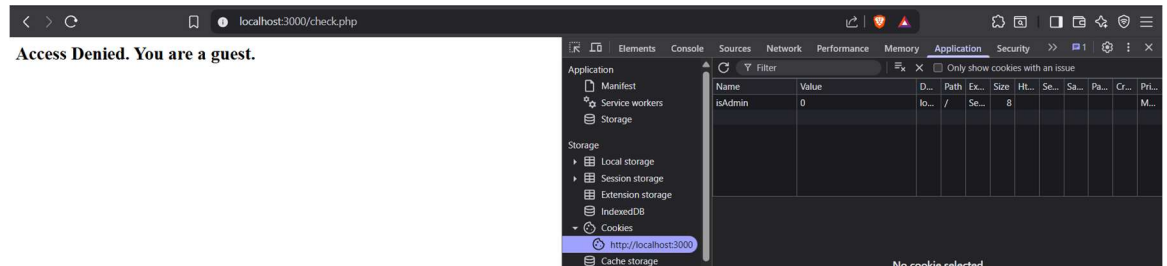 localhost:3000/check.php
Access Denied. You are a guest.
Elements Console Sources Network Performance Memory Application Security 1
Application
Manifest
Service workers
Storage
Storage
Local storage
Session storage
Extension storage
IndexedDB
Cookies
http://localhost:3000
Cache storage
Filter Only show cookies with an issue
Name Value D... Path Ex... Size Ht... Se... Sa... Pa... Cr... Pri...
isAdmin 0 lo... / Se... 8 M...
No cookie selected